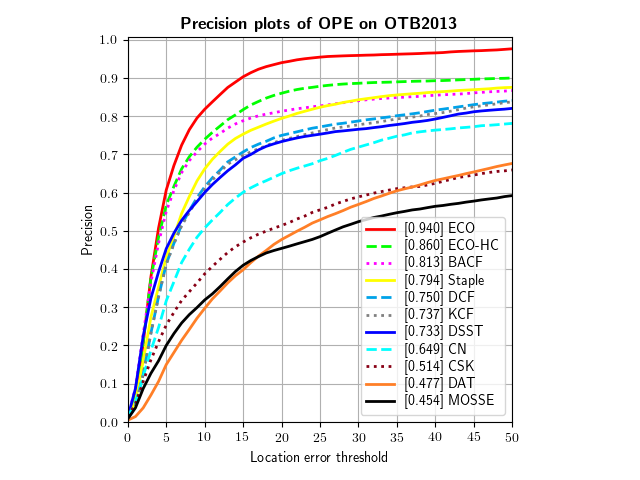 Precision plots of OPE on OTB2013
1.0
0.9
0.8
0.7
0.6
0.5
0.4
0.3
0.2
0.1
0.0
Precision
[0.940] ECO
[0.860] ECO-HC
[0.813] BACF
[0.794] Staple
[0.750] DCF
[0.737] KCF
[0.733] DSST
[0.649] CN
[0.514] CSK
[0.477] DAT
[0.454] MOSSE
0 5 10 15 20 25 30 35 40 45 50
Location error threshold